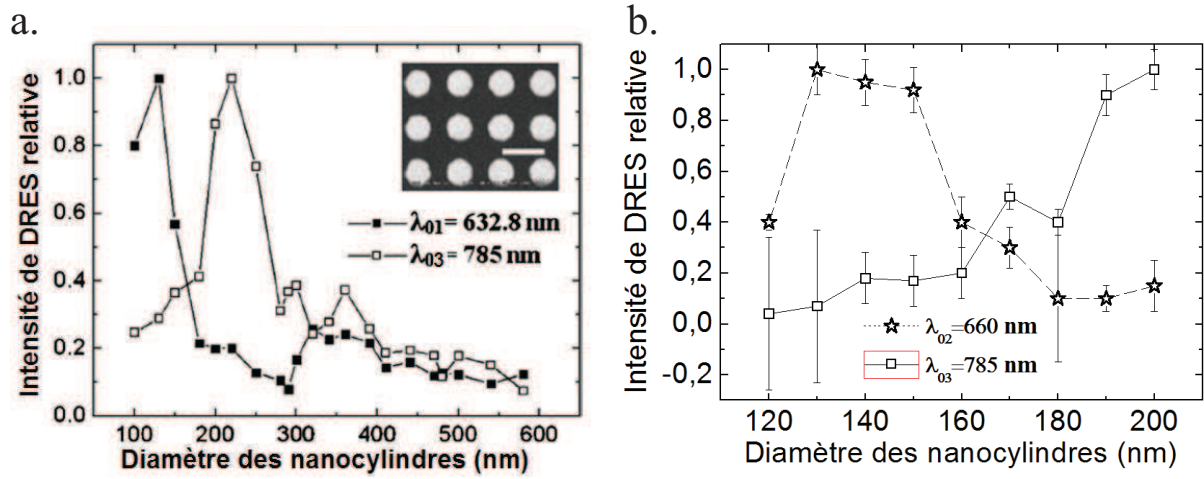 a.
Intensité de DRES relative
1.0
0.8
0.6
0.4
0.2
0.0
λ01= 632.8 nm
λ03= 785 nm
100 200 300 400 500 600
Diamètre des nanocylindres (nm)
b.
Intensité de DRES relative
1,0
0,8
0,6
0,4
0,2
0,0
-0,2
λ02=660 nm
λ03=785 nm
120 140 160 180 200
Diamètre des nanocylindres (nm)